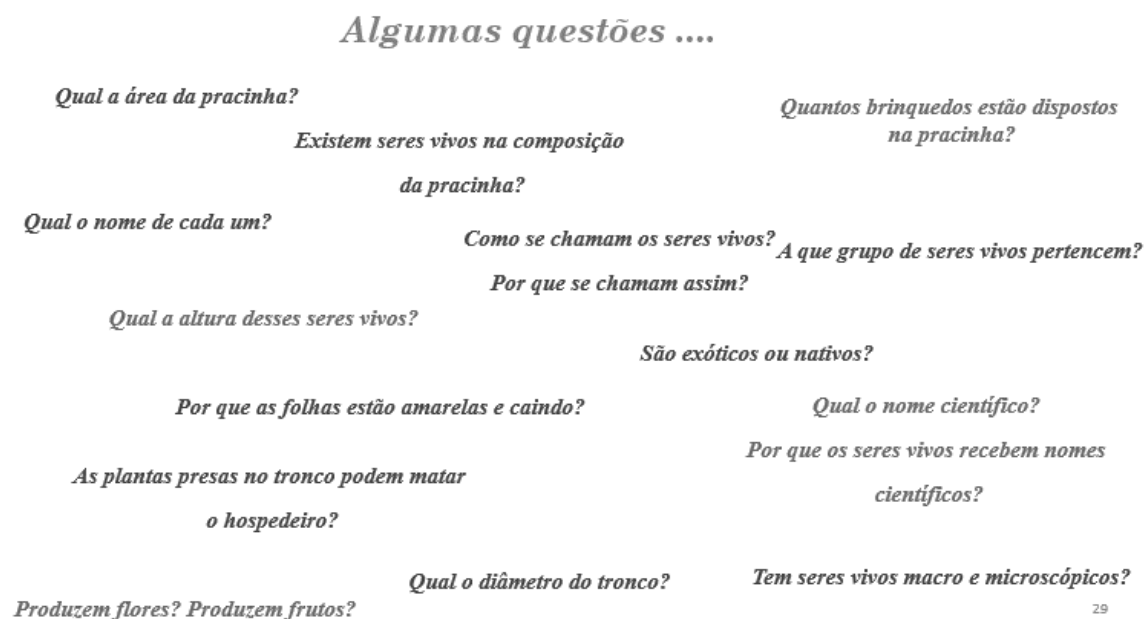 Algumas questões ....
Qual a área da pracinha?
Quantos brinquedos estão dispostos
na pracinha?
Existem seres vivos na composição
da pracinha?
Qual o nome de cada um?
Como se chamam os seres vivos?
A que grupo de seres vivos pertencem?
Por que se chamam assim?
Qual a altura desses seres vivos?
São exóticos ou nativos?
Por que as folhas estão amarelas e caindo?
Qual o nome científico?
Por que os seres vivos recebem nomes
científicos?
As plantas presas no tronco podem matar
o hospedeiro?
Qual o diâmetro do tronco?
Tem seres vivos macro e microscópicos?
Produzem flores? Produzem frutos?
29